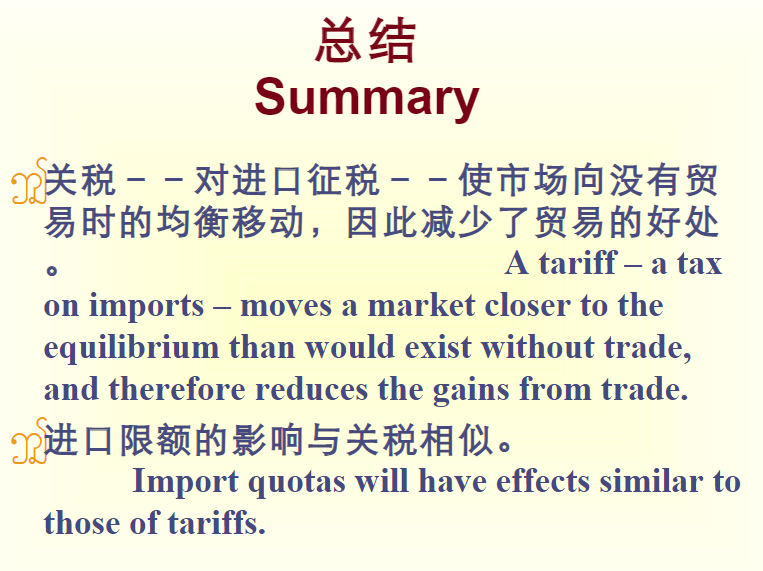 总结
Summary
关税－－对进口征税－－使市场向没有贸
易时的均衡移动，因此减少了贸易的好处
。 A tariff – a tax
on imports – moves a market closer to the
equilibrium than would exist without trade,
and therefore reduces the gains from trade.
进口限额的影响与关税相似。
Import quotas will have effects similar to
those of tariffs.